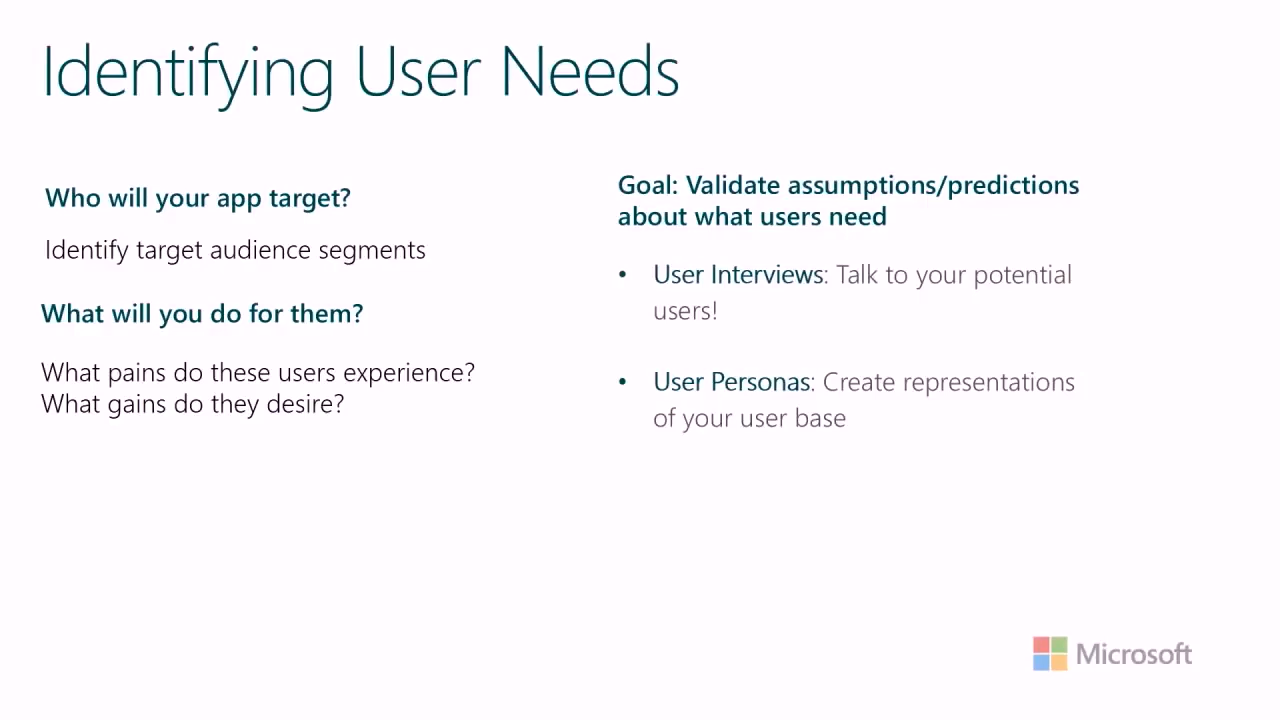 Identifying User Needs
Who will your app target?
Identify target audience segments
What will you do for them?
What pains do these users experience?
What gains do they desire?
Goal: Validate assumptions/predictions
about what users need
• User Interviews: Talk to your potential
users!
• User Personas: Create representations
of your user base
Microsoft